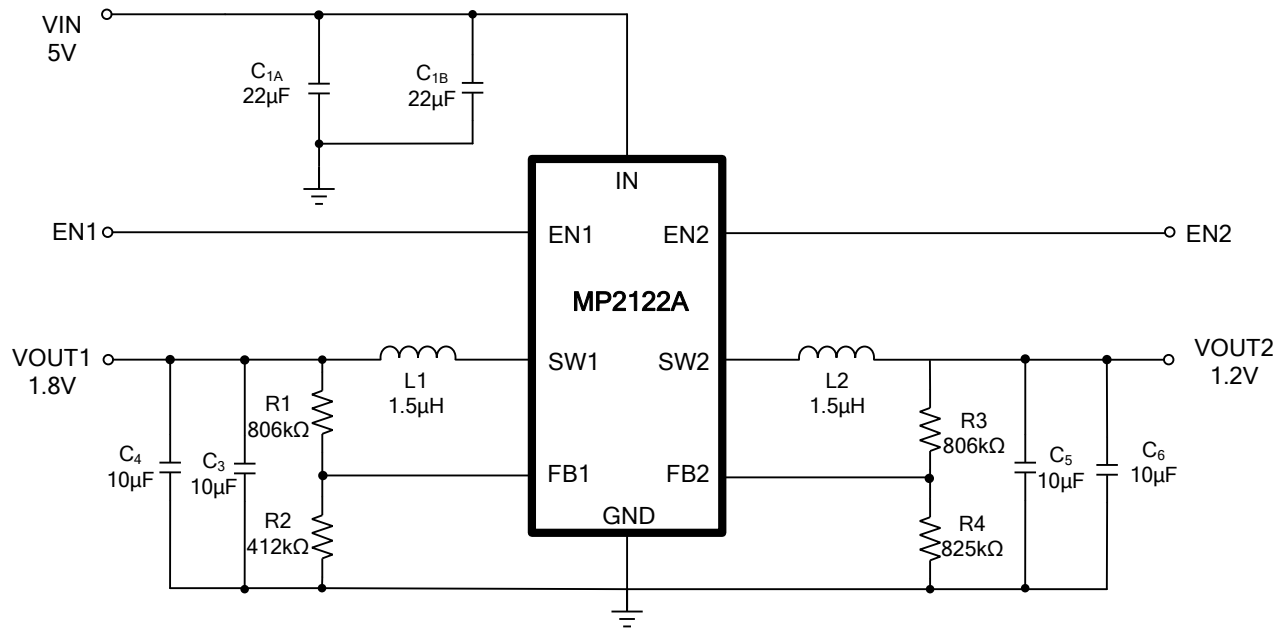 VIN
5V
C1A
22µF
C1B
22µF
IN
EN1
EN1
EN2
EN2
MP2122A
VOUT1
1.8V
SW1
SW2
VOUT2
1.2V
L1
1.5µH
L2
1.5µH
R1
806kΩ
R3
806kΩ
C4
10µF
C3
10µF
FB1
FB2
C5
10µF
C6
10µF
R2
412kΩ
GND
R4
825kΩ